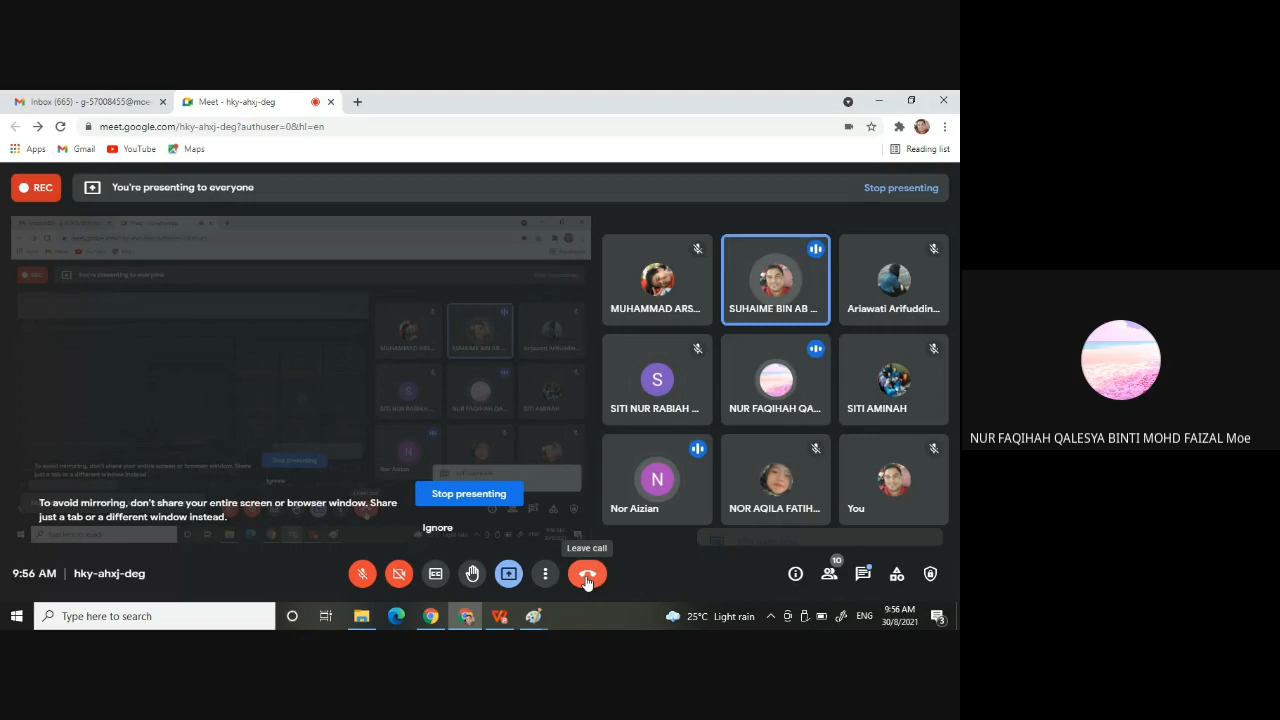 Inbox (665) - g-57008455@moe
Meet - hky-ahxj-deg
meet.google.com/hky-ahxj-deg?authuser=0&hl=en
Apps
Gmail
YouTube
Maps
Reading list
REC
You're presenting to everyone
Stop presenting
MUHAMMAD ARS...
SUHAIME BIN AB ...
Ariawati Arifuddin...
S
SITI NUR RABIAH ...
NUR FAQIHAH QA...
SITI AMINAH
N
Nor Aizian
NOR AQILA FATIH...
You
NUR FAQIHAH QALESYA BINTI MOHD FAIZAL Moe
To avoid mirroring, don't share your entire screen or browser window. Share
just a tab or a different window instead.
Stop presenting
Ignore
Leave call
9:56 AM | hky-ahxj-deg
10
Type here to search
25°C Light rain
ENG
9:56 AM
30/8/2021
3